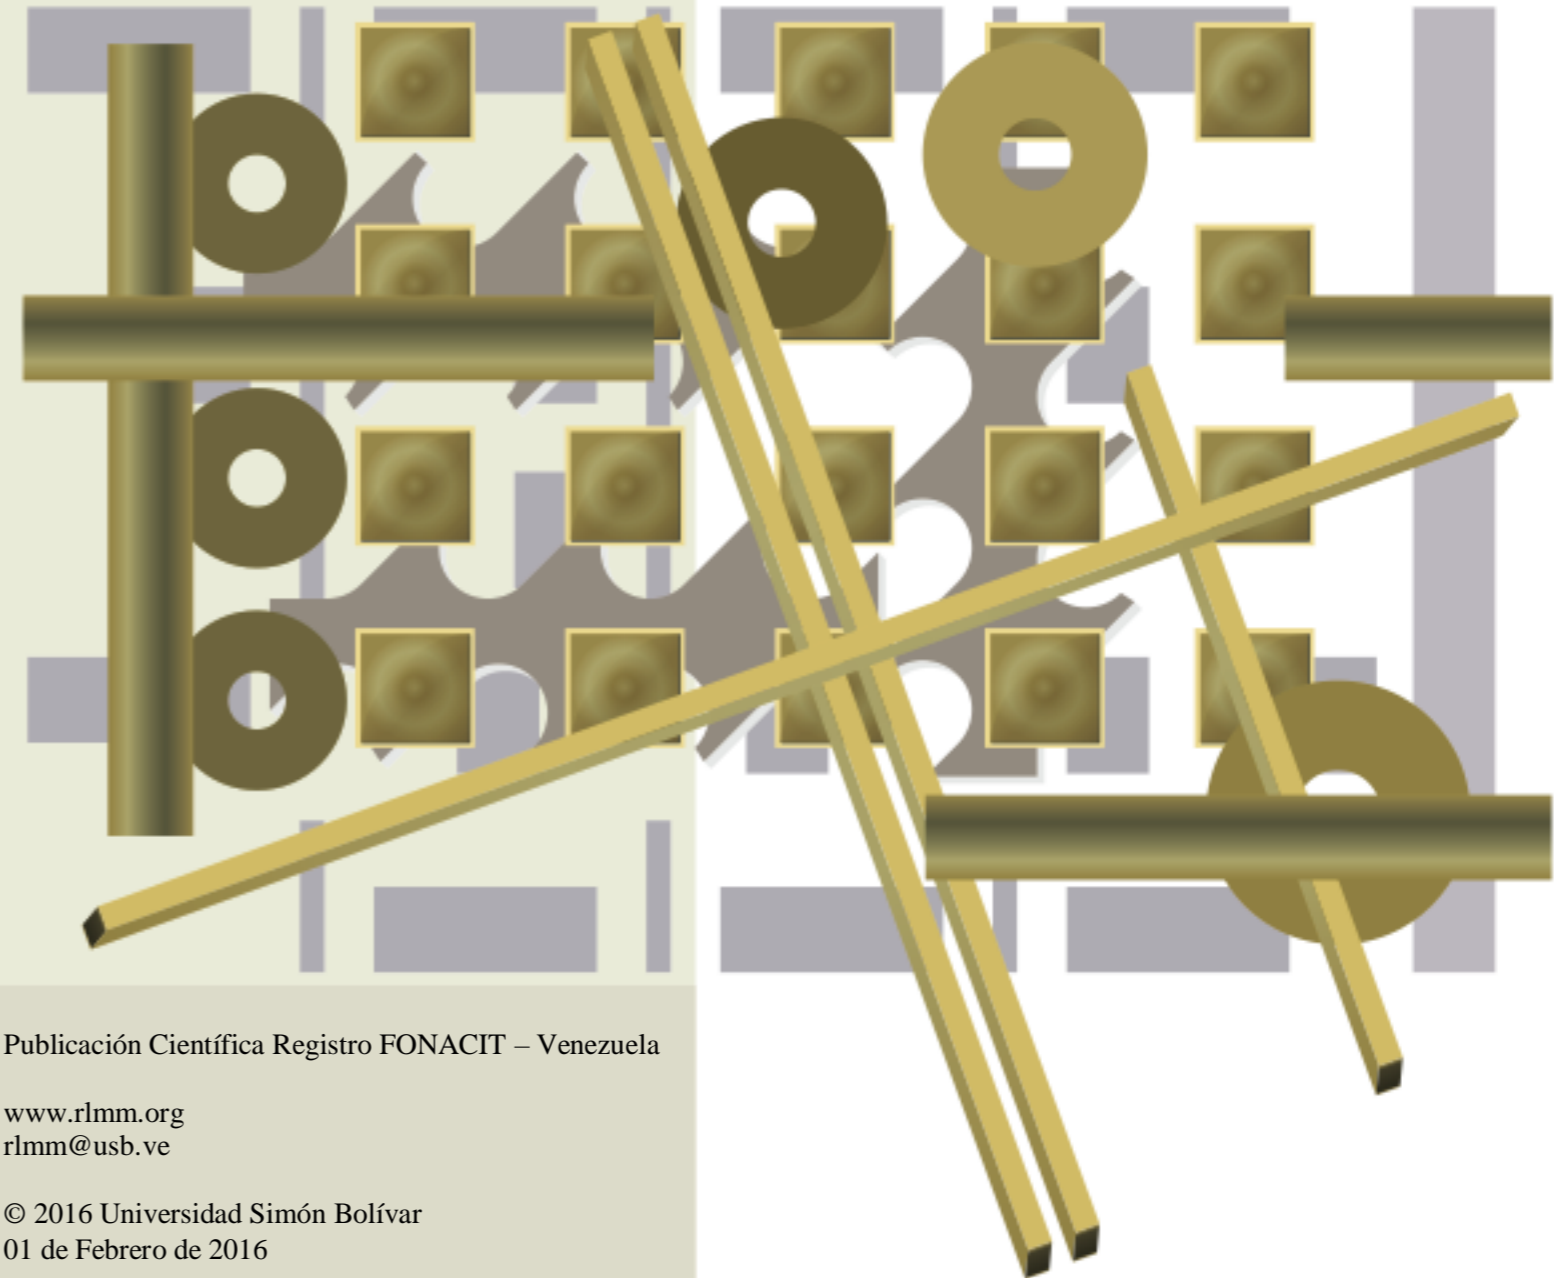 Publicación Científica Registro FONACIT – Venezuela
www.rlmm.org
rlmm@usb.ve
© 2016 Universidad Simón Bolívar
01 de Febrero de 2016